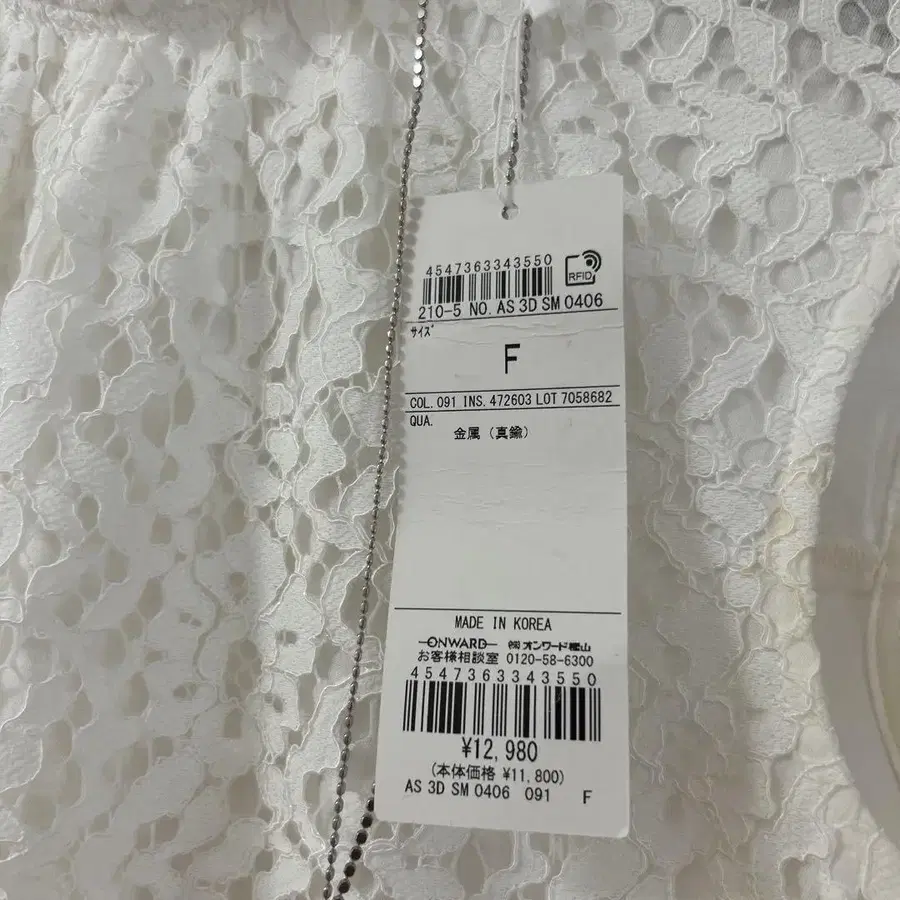 4547363343550
RFID
210-5 NO. AS 3D SM 0406
サイズ
F
COL. 091 INS. 472603 LOT 7058682
QUA.
金属（真鍮）
MADE IN KOREA
ONWARD ㈱オンワード樫山
お客様相談室 0120-58-6300
4547363343550
¥12,980
(本体価格 ¥11,800)
AS 3D SM 0406 091 F